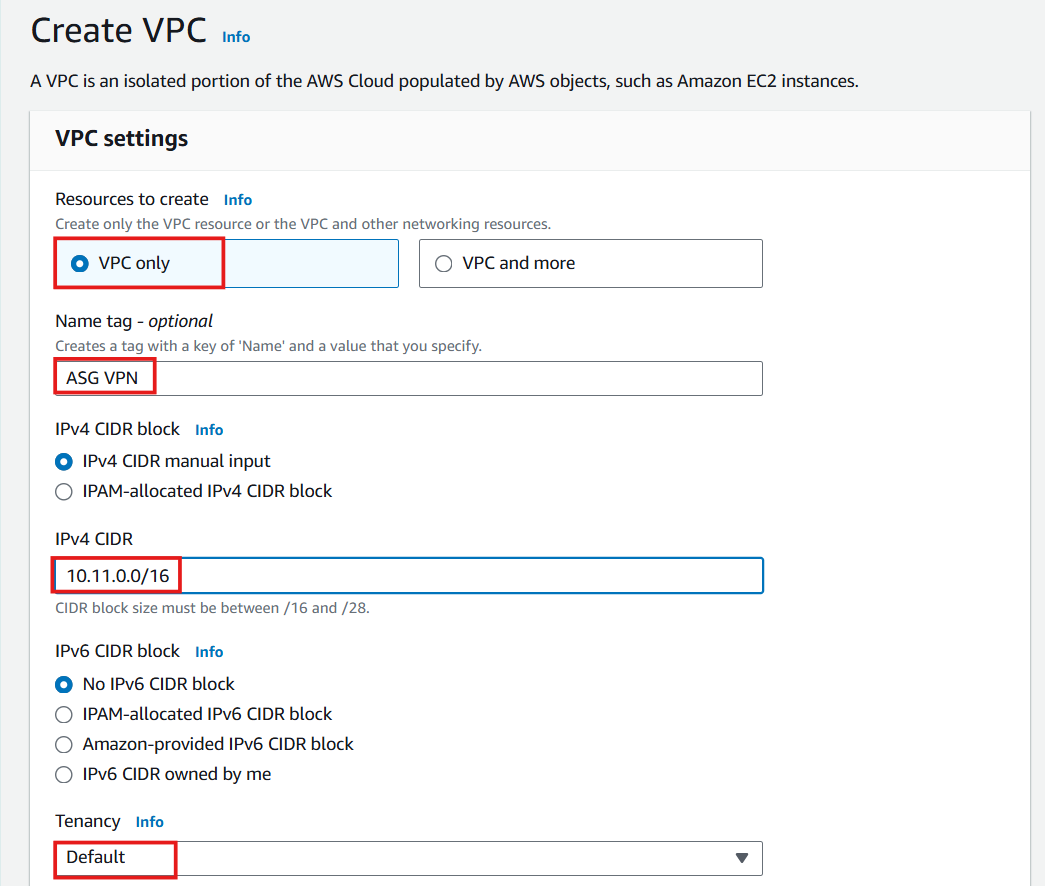 Create VPC Info
A VPC is an isolated portion of the AWS Cloud populated by AWS objects, such as Amazon EC2 instances.
VPC settings
Resources to create Info
Create only the VPC resource or the VPC and other networking resources.
VPC only VPC and more
Name tag - optional
Creates a tag with a key of 'Name' and a value that you specify.
ASG VPN
IPv4 CIDR block Info
IPv4 CIDR manual input
IPAM-allocated IPv4 CIDR block
IPv4 CIDR
10.11.0.0/16
CIDR block size must be between /16 and /28.
IPv6 CIDR block Info
No IPv6 CIDR block
IPAM-allocated IPv6 CIDR block
Amazon-provided IPv6 CIDR block
IPv6 CIDR owned by me
Tenancy Info
Default